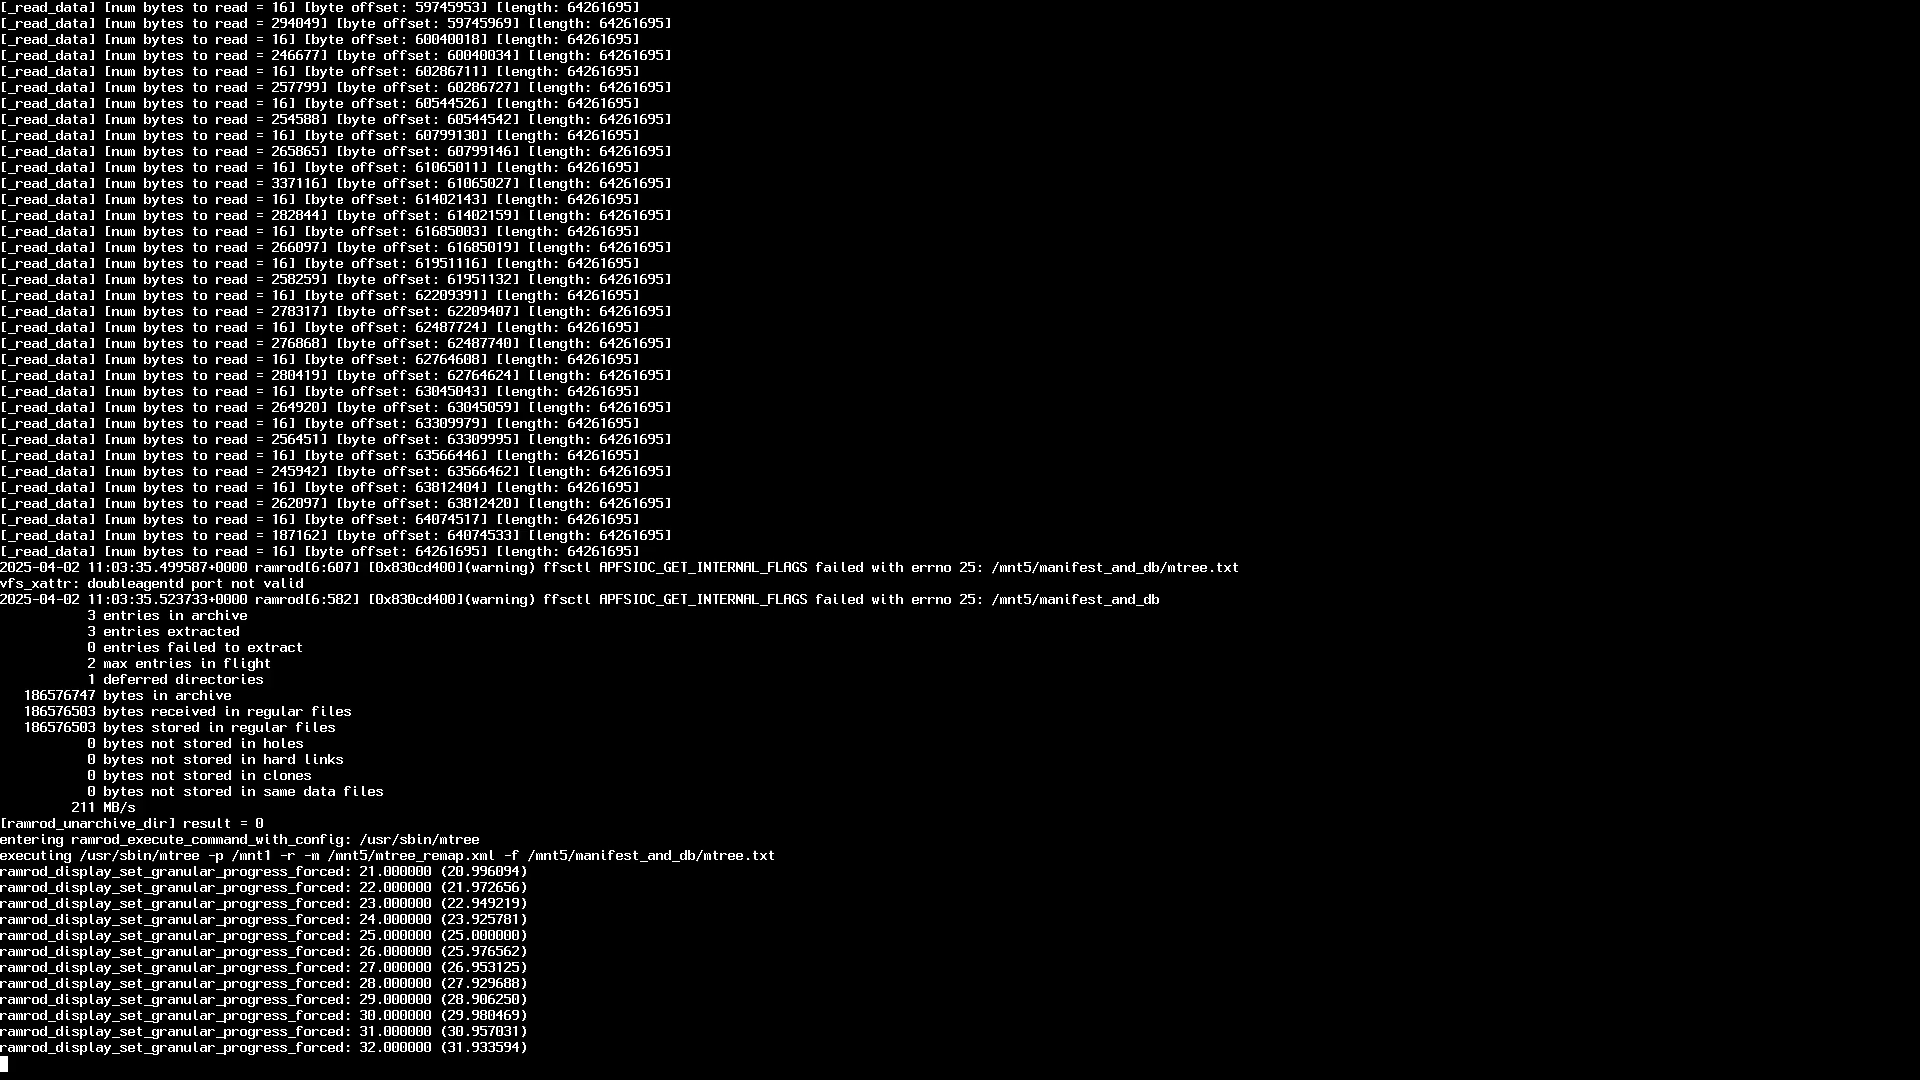 [_read_data] [num bytes to read = 16] [byte offset: 59745953] [length: 64261695]
[_read_data] [num bytes to read = 294049] [byte offset: 59745969] [length: 64261695]
[_read_data] [num bytes to read = 16] [byte offset: 60040018] [length: 64261695]
[_read_data] [num bytes to read = 246677] [byte offset: 60040034] [length: 64261695]
[_read_data] [num bytes to read = 16] [byte offset: 60286711] [length: 64261695]
[_read_data] [num bytes to read = 257799] [byte offset: 60286727] [length: 64261695]
[_read_data] [num bytes to read = 16] [byte offset: 60544526] [length: 64261695]
[_read_data] [num bytes to read = 254588] [byte offset: 60544542] [length: 64261695]
[_read_data] [num bytes to read = 16] [byte offset: 60799130] [length: 64261695]
[_read_data] [num bytes to read = 265865] [byte offset: 60799146] [length: 64261695]
[_read_data] [num bytes to read = 16] [byte offset: 61065011] [length: 64261695]
[_read_data] [num bytes to read = 337116] [byte offset: 61065027] [length: 64261695]
[_read_data] [num bytes to read = 16] [byte offset: 61402143] [length: 64261695]
[_read_data] [num bytes to read = 282844] [byte offset: 61402159] [length: 64261695]
[_read_data] [num bytes to read = 16] [byte offset: 61685003] [length: 64261695]
[_read_data] [num bytes to read = 266097] [byte offset: 61685019] [length: 64261695]
[_read_data] [num bytes to read = 16] [byte offset: 61951116] [length: 64261695]
[_read_data] [num bytes to read = 258259] [byte offset: 61951132] [length: 64261695]
[_read_data] [num bytes to read = 16] [byte offset: 62209391] [length: 64261695]
[_read_data] [num bytes to read = 278317] [byte offset: 62209407] [length: 64261695]
[_read_data] [num bytes to read = 16] [byte offset: 62487724] [length: 64261695]
[_read_data] [num bytes to read = 276868] [byte offset: 62487740] [length: 64261695]
[_read_data] [num bytes to read = 16] [byte offset: 62764608] [length: 64261695]
[_read_data] [num bytes to read = 280419] [byte offset: 62764624] [length: 64261695]
[_read_data] [num bytes to read = 16] [byte offset: 63045043] [length: 64261695]
[_read_data] [num bytes to read = 264920] [byte offset: 63045059] [length: 64261695]
[_read_data] [num bytes to read = 16] [byte offset: 63309979] [length: 64261695]
[_read_data] [num bytes to read = 256451] [byte offset: 63309995] [length: 64261695]
[_read_data] [num bytes to read = 16] [byte offset: 63566446] [length: 64261695]
[_read_data] [num bytes to read = 245942] [byte offset: 63566462] [length: 64261695]
[_read_data] [num bytes to read = 16] [byte offset: 63812404] [length: 64261695]
[_read_data] [num bytes to read = 262097] [byte offset: 63812420] [length: 64261695]
[_read_data] [num bytes to read = 16] [byte offset: 64074517] [length: 64261695]
[_read_data] [num bytes to read = 187162] [byte offset: 64074533] [length: 64261695]
[_read_data] [num bytes to read = 16] [byte offset: 64261695] [length: 64261695]
2025-04-02 11:03:35.499587+0000 ramrod[6:607] [0x830cd400](warning) ffsctl APFSIOC_GET_INTERNAL_FLAGS failed with errno 25: /mnt5/manifest_and_db/mtree.txt
vfs_xattr: doubleagentd port not valid
2025-04-02 11:03:35.523733+0000 ramrod[6:582] [0x830cd400](warning) ffsctl APFSIOC_GET_INTERNAL_FLAGS failed with errno 25: /mnt5/manifest_and_db
3 entries in archive
3 entries extracted
0 entries failed to extract
2 max entries in flight
1 deferred directories
186576747 bytes in archive
186576503 bytes received in regular files
186576503 bytes stored in regular files
0 bytes not stored in holes
0 bytes not stored in hard links
0 bytes not stored in clones
0 bytes not stored in same data files
211 MB/s
[ramrod_unarchive_dir] result = 0
entering ramrod_execute_command_with_config: /usr/sbin/mtree
executing /usr/sbin/mtree -p /mnt1 -r -m /mnt5/mtree_remap.xml -f /mnt5/manifest_and_db/mtree.txt
ramrod_display_set_granular_progress_forced: 21.000000 (20.996094)
ramrod_display_set_granular_progress_forced: 22.000000 (21.972656)
ramrod_display_set_granular_progress_forced: 23.000000 (22.949219)
ramrod_display_set_granular_progress_forced: 24.000000 (23.925781)
ramrod_display_set_granular_progress_forced: 25.000000 (25.000000)
ramrod_display_set_granular_progress_forced: 26.000000 (25.976562)
ramrod_display_set_granular_progress_forced: 27.000000 (26.953125)
ramrod_display_set_granular_progress_forced: 28.000000 (27.929688)
ramrod_display_set_granular_progress_forced: 29.000000 (28.906250)
ramrod_display_set_granular_progress_forced: 30.000000 (29.980469)
ramrod_display_set_granular_progress_forced: 31.000000 (30.957031)
ramrod_display_set_granular_progress_forced: 32.000000 (31.933594)